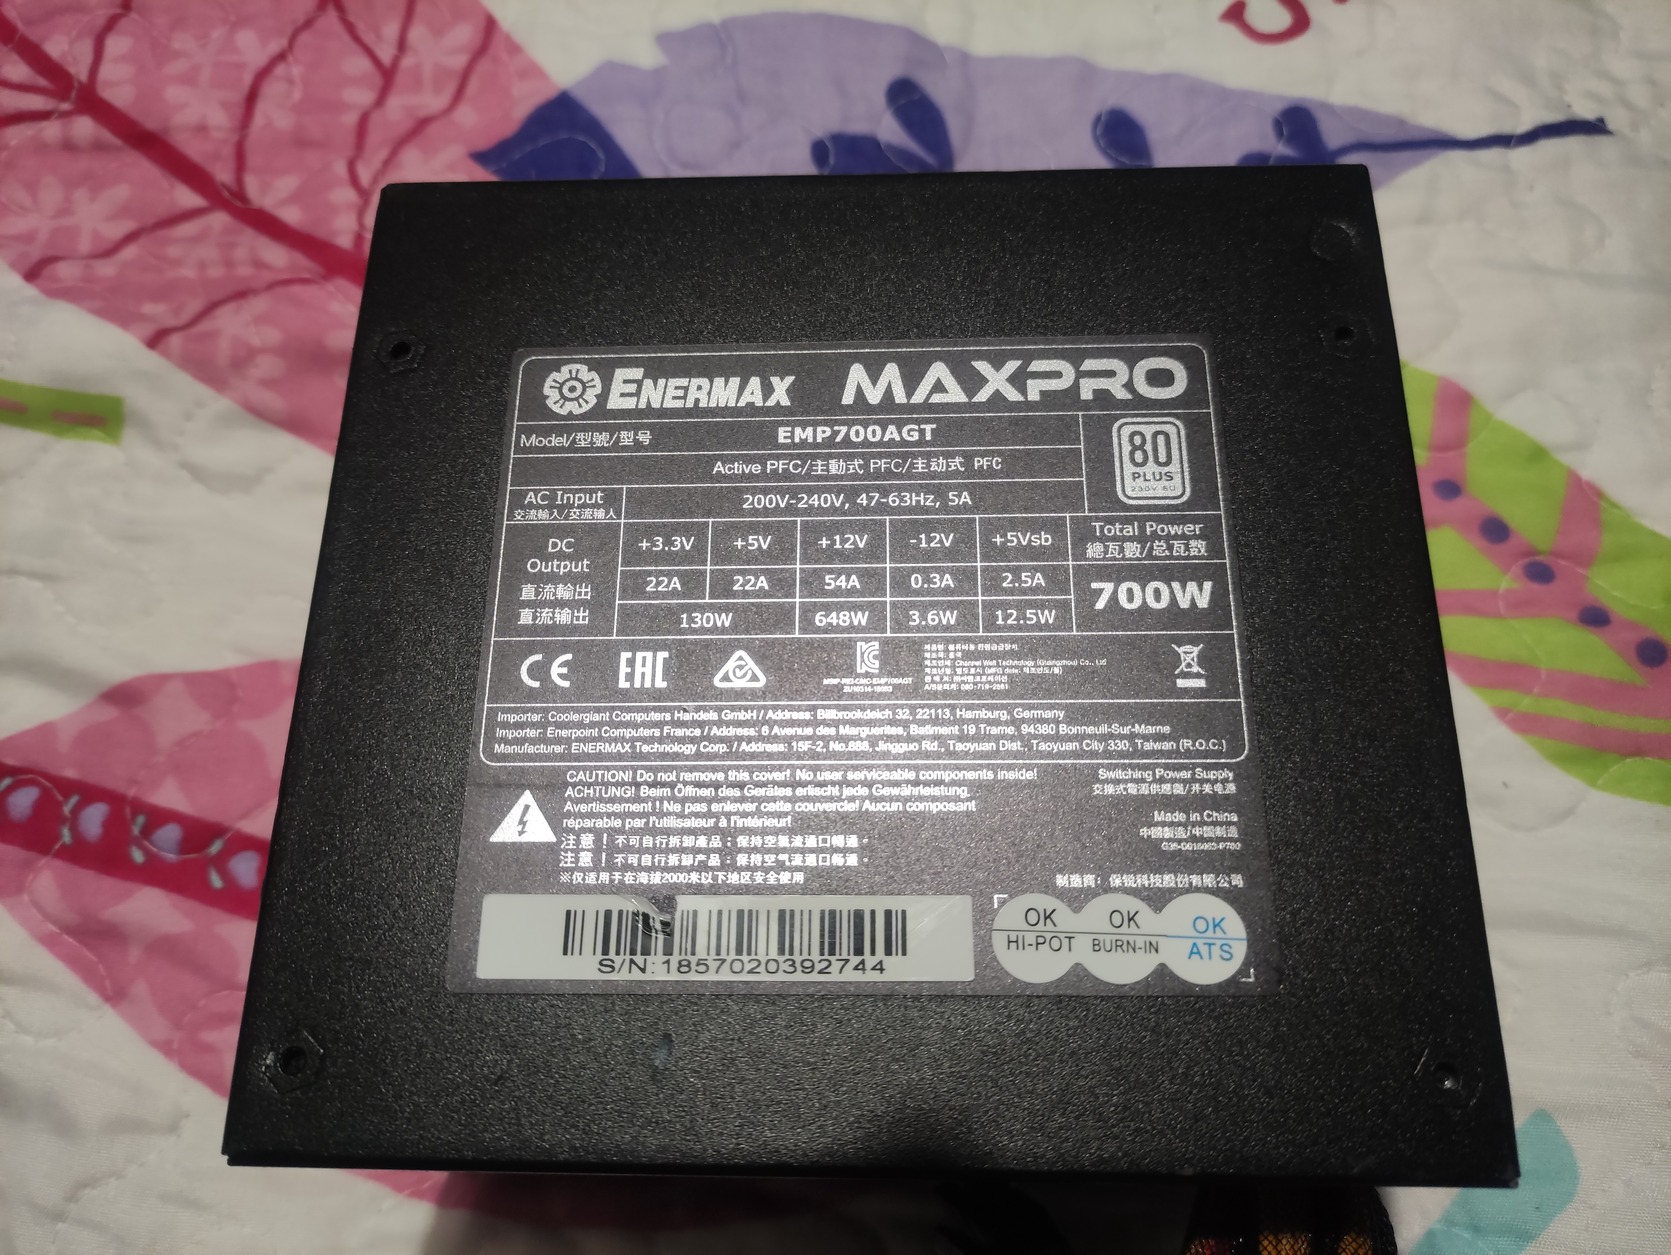 ENERMAX MAXPRO
Model/型號/型号 EMP700AGT
Active PFC/主動式 PFC/主动式 PFC
80
PLUS
230V EU
AC Input 200V-240V, 47-63Hz, 5A
交流輸入/交流输入
DC Output +3.3V +5V +12V -12V +5Vsb Total Power
總瓦數/总瓦数
直流輸出 22A 22A 54A 0.3A 2.5A 700W
直流输出 130W 648W 3.6W 12.5W
CE EAC
Importer: Coolergiant Computers Handels GmbH / Address: Billbrookdeich 32, 22113, Hamburg, Germany
Importer: Enerpoint Computers France / Address: 6 Avenue des Marguerites, Batiment 19 Trame, 94380 Bonneuil-Sur-Marne
Manufacturer: ENERMAX Technology Corp. / Address: 15F-2, No.888, Jingguo Rd., Taoyuan Dist., Taoyuan City 330, Taiwan (R.O.C.)
CAUTION! Do not remove this cover! No user serviceable components inside!
ACHTUNG! Beim Öffnen des Gerätes erlischt jede Gewährleistung.
Avertissement ! Ne pas enlever cette couvercle! Aucun composant
réparable par l'utilisateur à l'intérieur!
注意！不可自行拆卸產品：保持空氣流通口暢通。
注意！不可自行拆卸产品：保持空气流通口畅通。
※仅适用于在海拔2000米以下地区安全使用
Switching Power Supply
交換式電源供應器/开关电源
Made in China
中國製造/中国制造
制造商：保锐科技股份有限公司
S/N:1857020392744
OK
HI-POT
OK
BURN-IN
OK
ATS